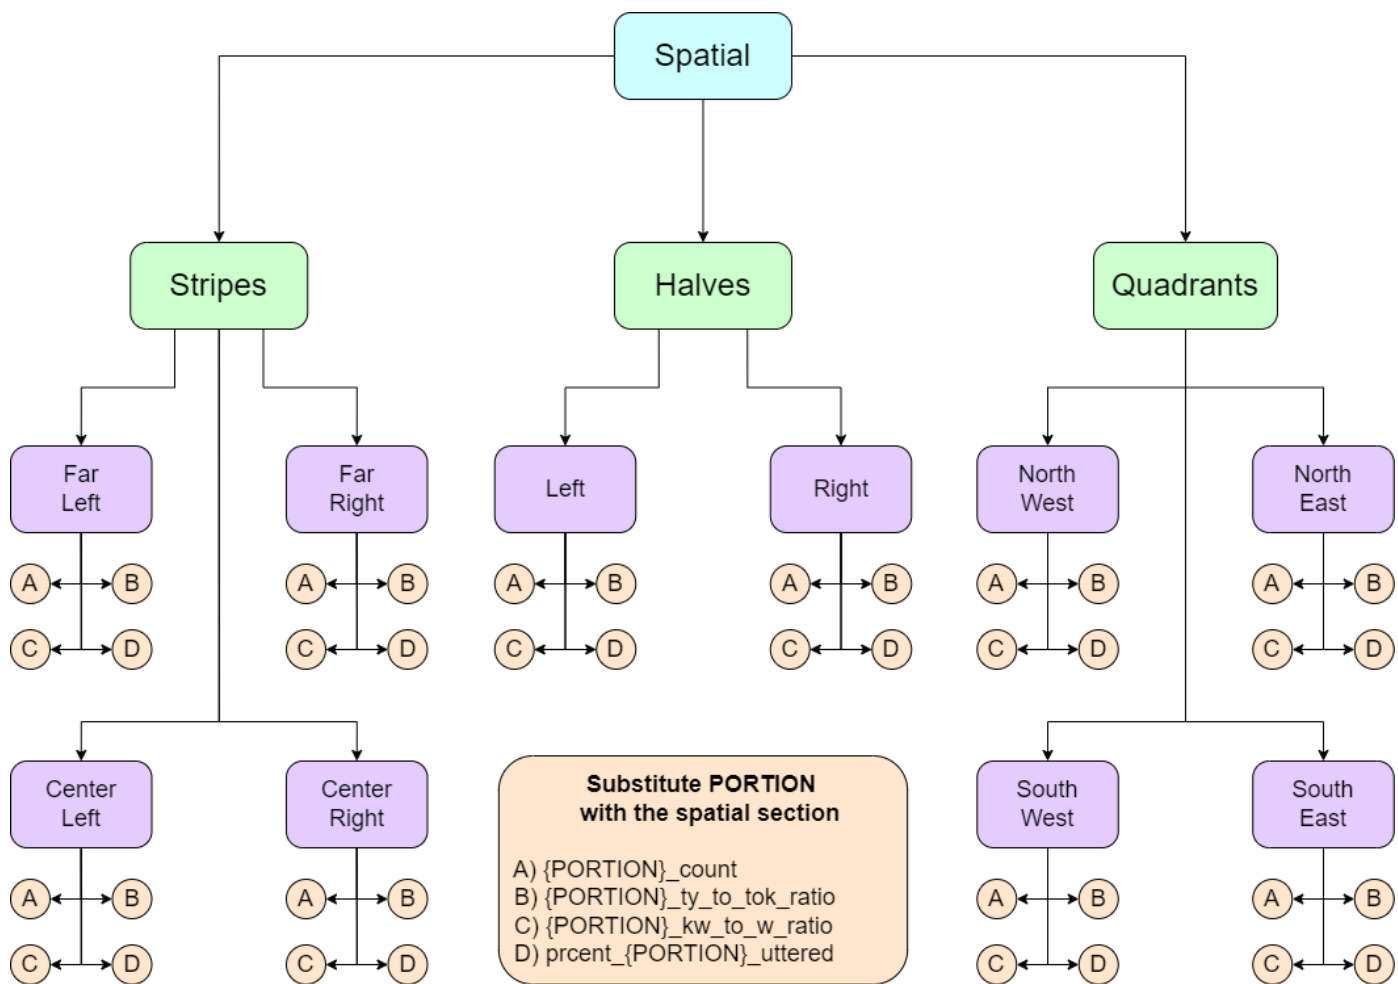 Spatial
Stripes
Halves
Quadrants
Far
Left
Far
Right
Left
Right
North
West
North
East
A B
A B
A B
A B
A B
A B
C D
C D
C D
C D
C D
C D
Center
Left
Center
Right
South
West
South
East
A B
A B
A B
A B
C D
C D
C D
C D
Substitute PORTION
with the spatial section
A) {PORTION}_count
B) {PORTION}_ty_to_tok_ratio
C) {PORTION}_kw_to_w_ratio
D) prcent_{PORTION}_uttered